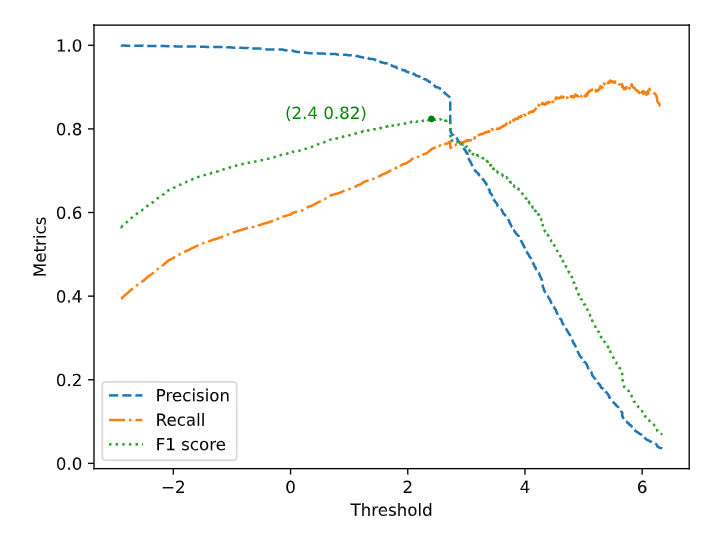 1.0
0.8
0.6
0.4
0.2
0.0
Metrics
(2.4 0.82)
Precision
Recall
F1 score
−2 0 2 4 6
Threshold